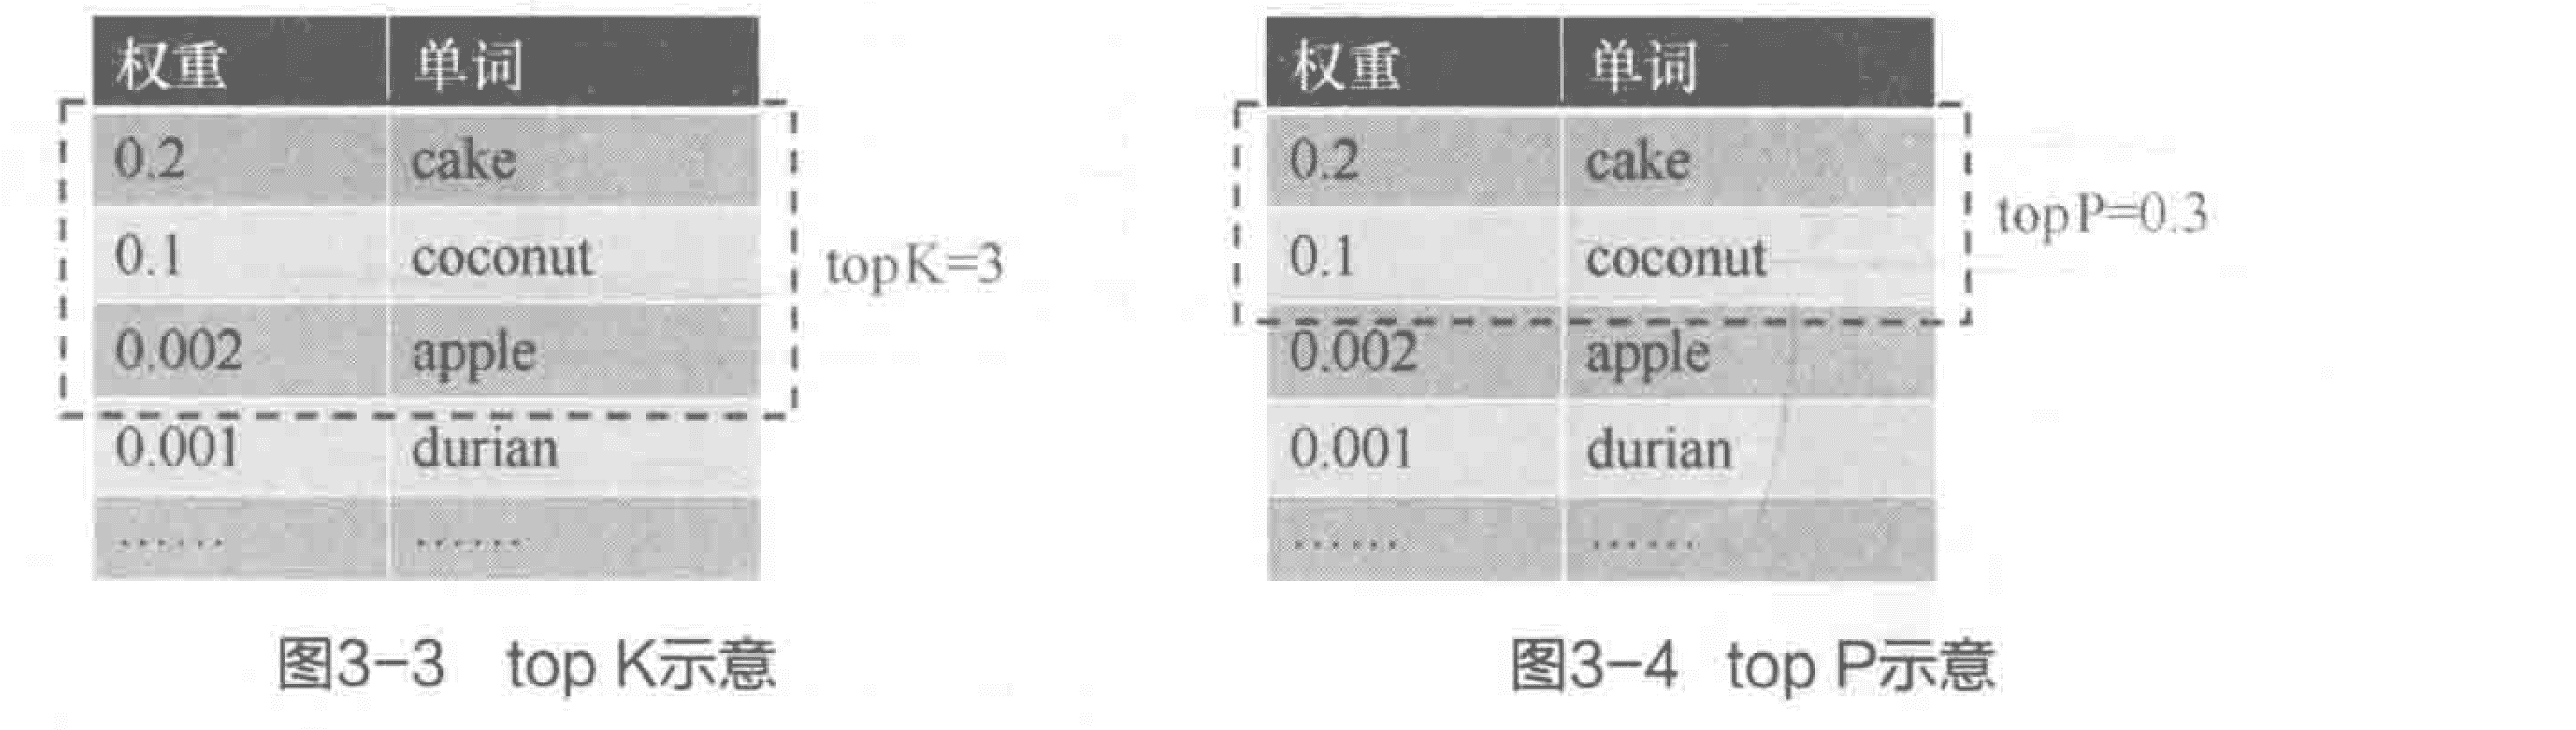 权重 单词
0.2 cake
0.1 coconut
0.002 apple
0.001 durian
…… ……
top K=3
图3-3 top K示意
权重 单词
0.2 cake
0.1 coconut
0.002 apple
0.001 durian
…… ……
top P=0.3
图3-4 top P示意